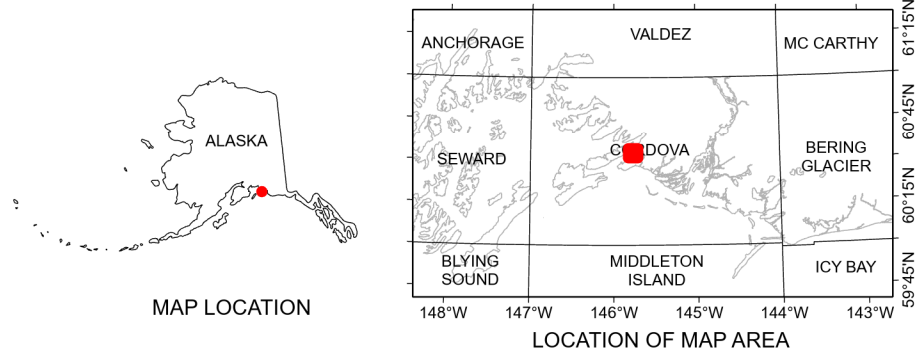 ALASKA
MAP LOCATION
ANCHORAGE
VALDEZ
MC CARTHY
SEWARD
CORDOVA
BERING
GLACIER
BLYING
SOUND
MIDDLETON
ISLAND
ICY BAY
61°15'N
60°45'N
60°15'N
59°45'N
148°W
147°W
146°W
145°W
144°W
143°W
LOCATION OF MAP AREA